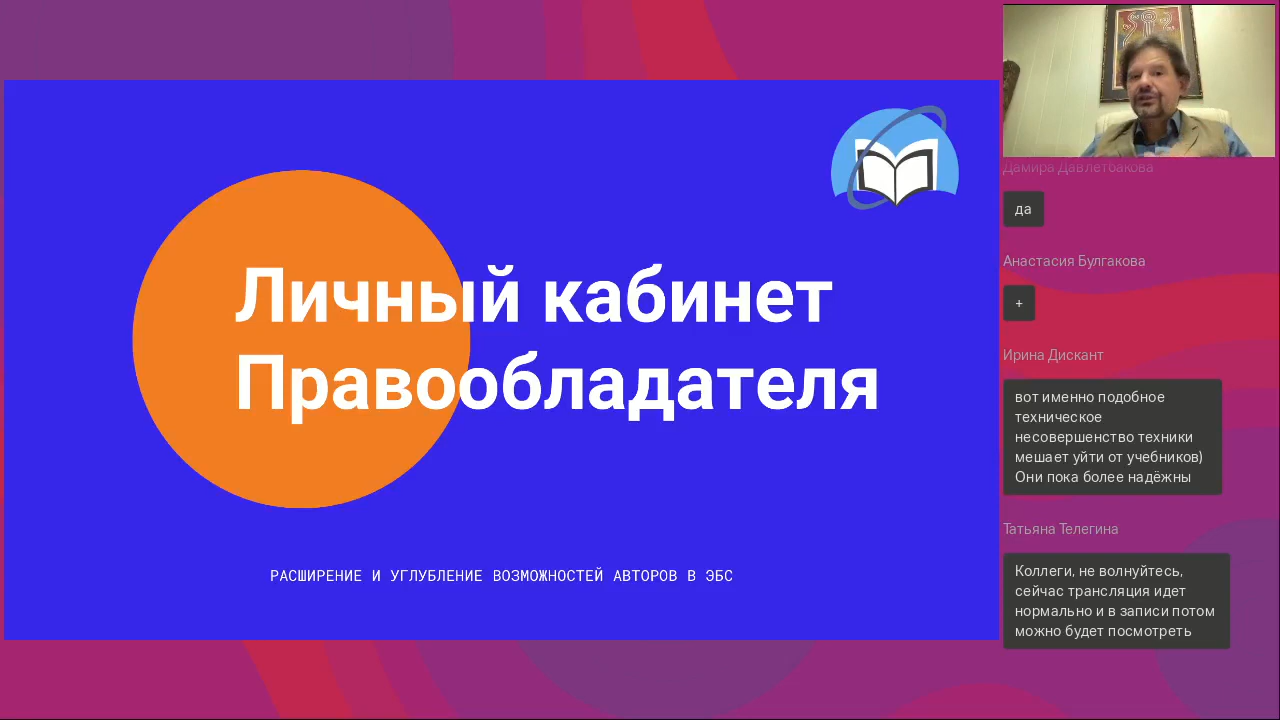 Личный кабинет
Правообладателя
РАСШИРЕНИЕ И УГЛУБЛЕНИЕ ВОЗМОЖНОСТЕЙ АВТОРОВ В ЭБС
Дамира Давлетбакова
да
Анастасия Булгакова
+
Ирина Дискант
вот именно подобное
техническое
несовершенство техники
мешает уйти от учебников)
Они пока более надёжны
Татьяна Телегина
Коллеги, не волнуйтесь,
сейчас трансляция идет
нормально и в записи потом
можно будет посмотреть